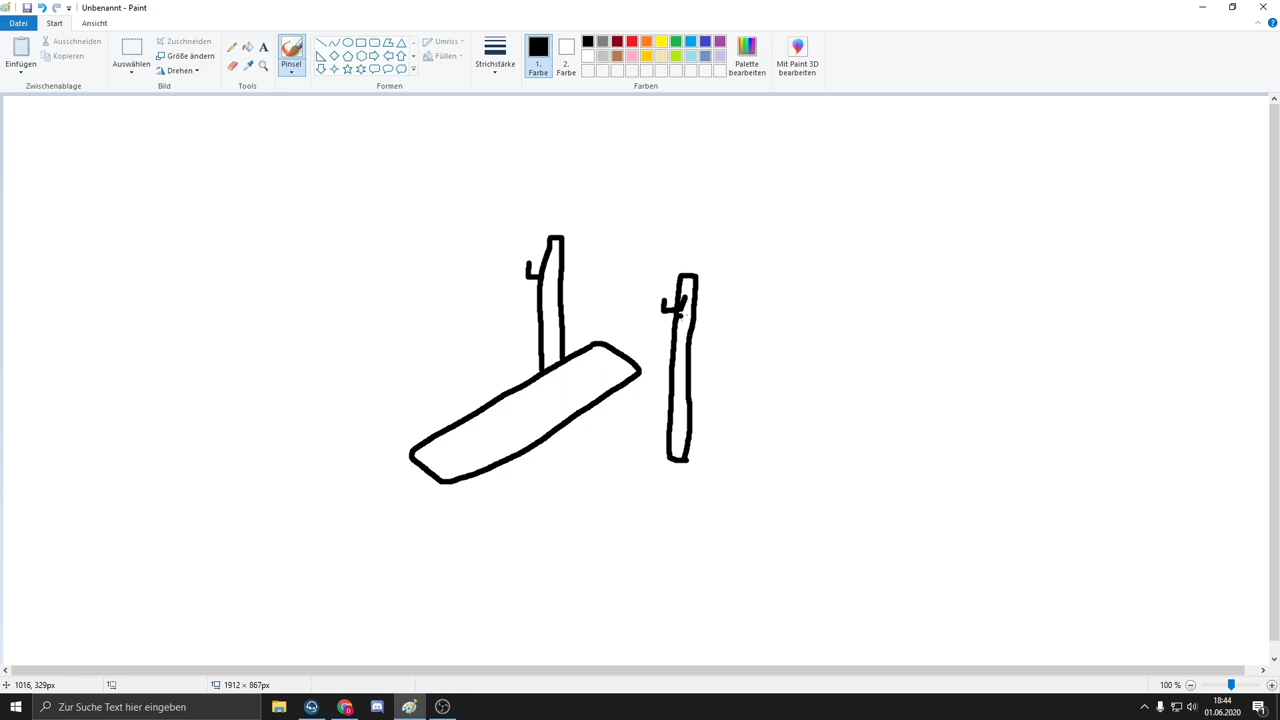 Unbenannt - Paint
Datei Start Ansicht
Einfügen
Ausschneiden
Kopieren
Zwischenablage
Auswählen
Zuschneiden
Größe ändern
Drehen
Bild
A
Tools
Pinsel
Formen
Umriss
Füllen
Strichstärke
1.
Farbe
2.
Farbe
Farben
Palette
bearbeiten
Mit Paint 3D
bearbeiten
1016, 329px
1912 × 867px
100 %
Zur Suche Text hier eingeben
18:44
01.06.2020